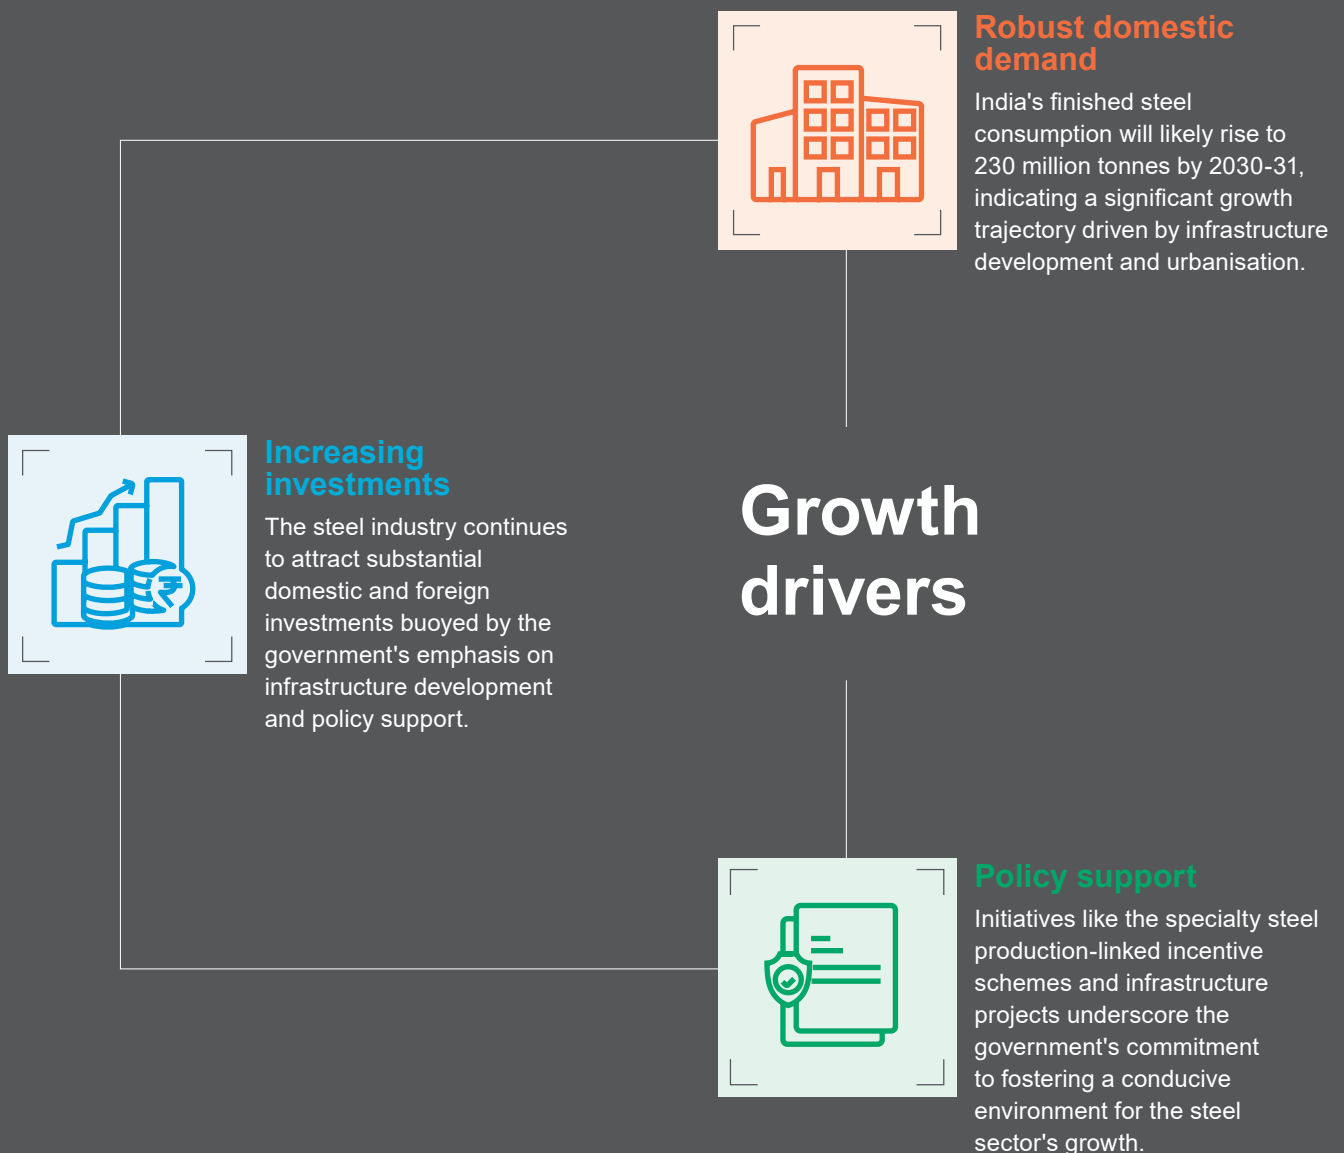 Robust domestic
demand
India's finished steel
consumption will likely rise to
230 million tonnes by 2030-31,
indicating a significant growth
trajectory driven by infrastructure
development and urbanisation.
Increasing
investments
The steel industry continues
to attract substantial
domestic and foreign
investments buoyed by the
government's emphasis on
infrastructure development
and policy support.
Growth
drivers
Policy support
Initiatives like the specialty steel
production-linked incentive
schemes and infrastructure
projects underscore the
government's commitment
to fostering a conducive
environment for the steel
sector's growth.